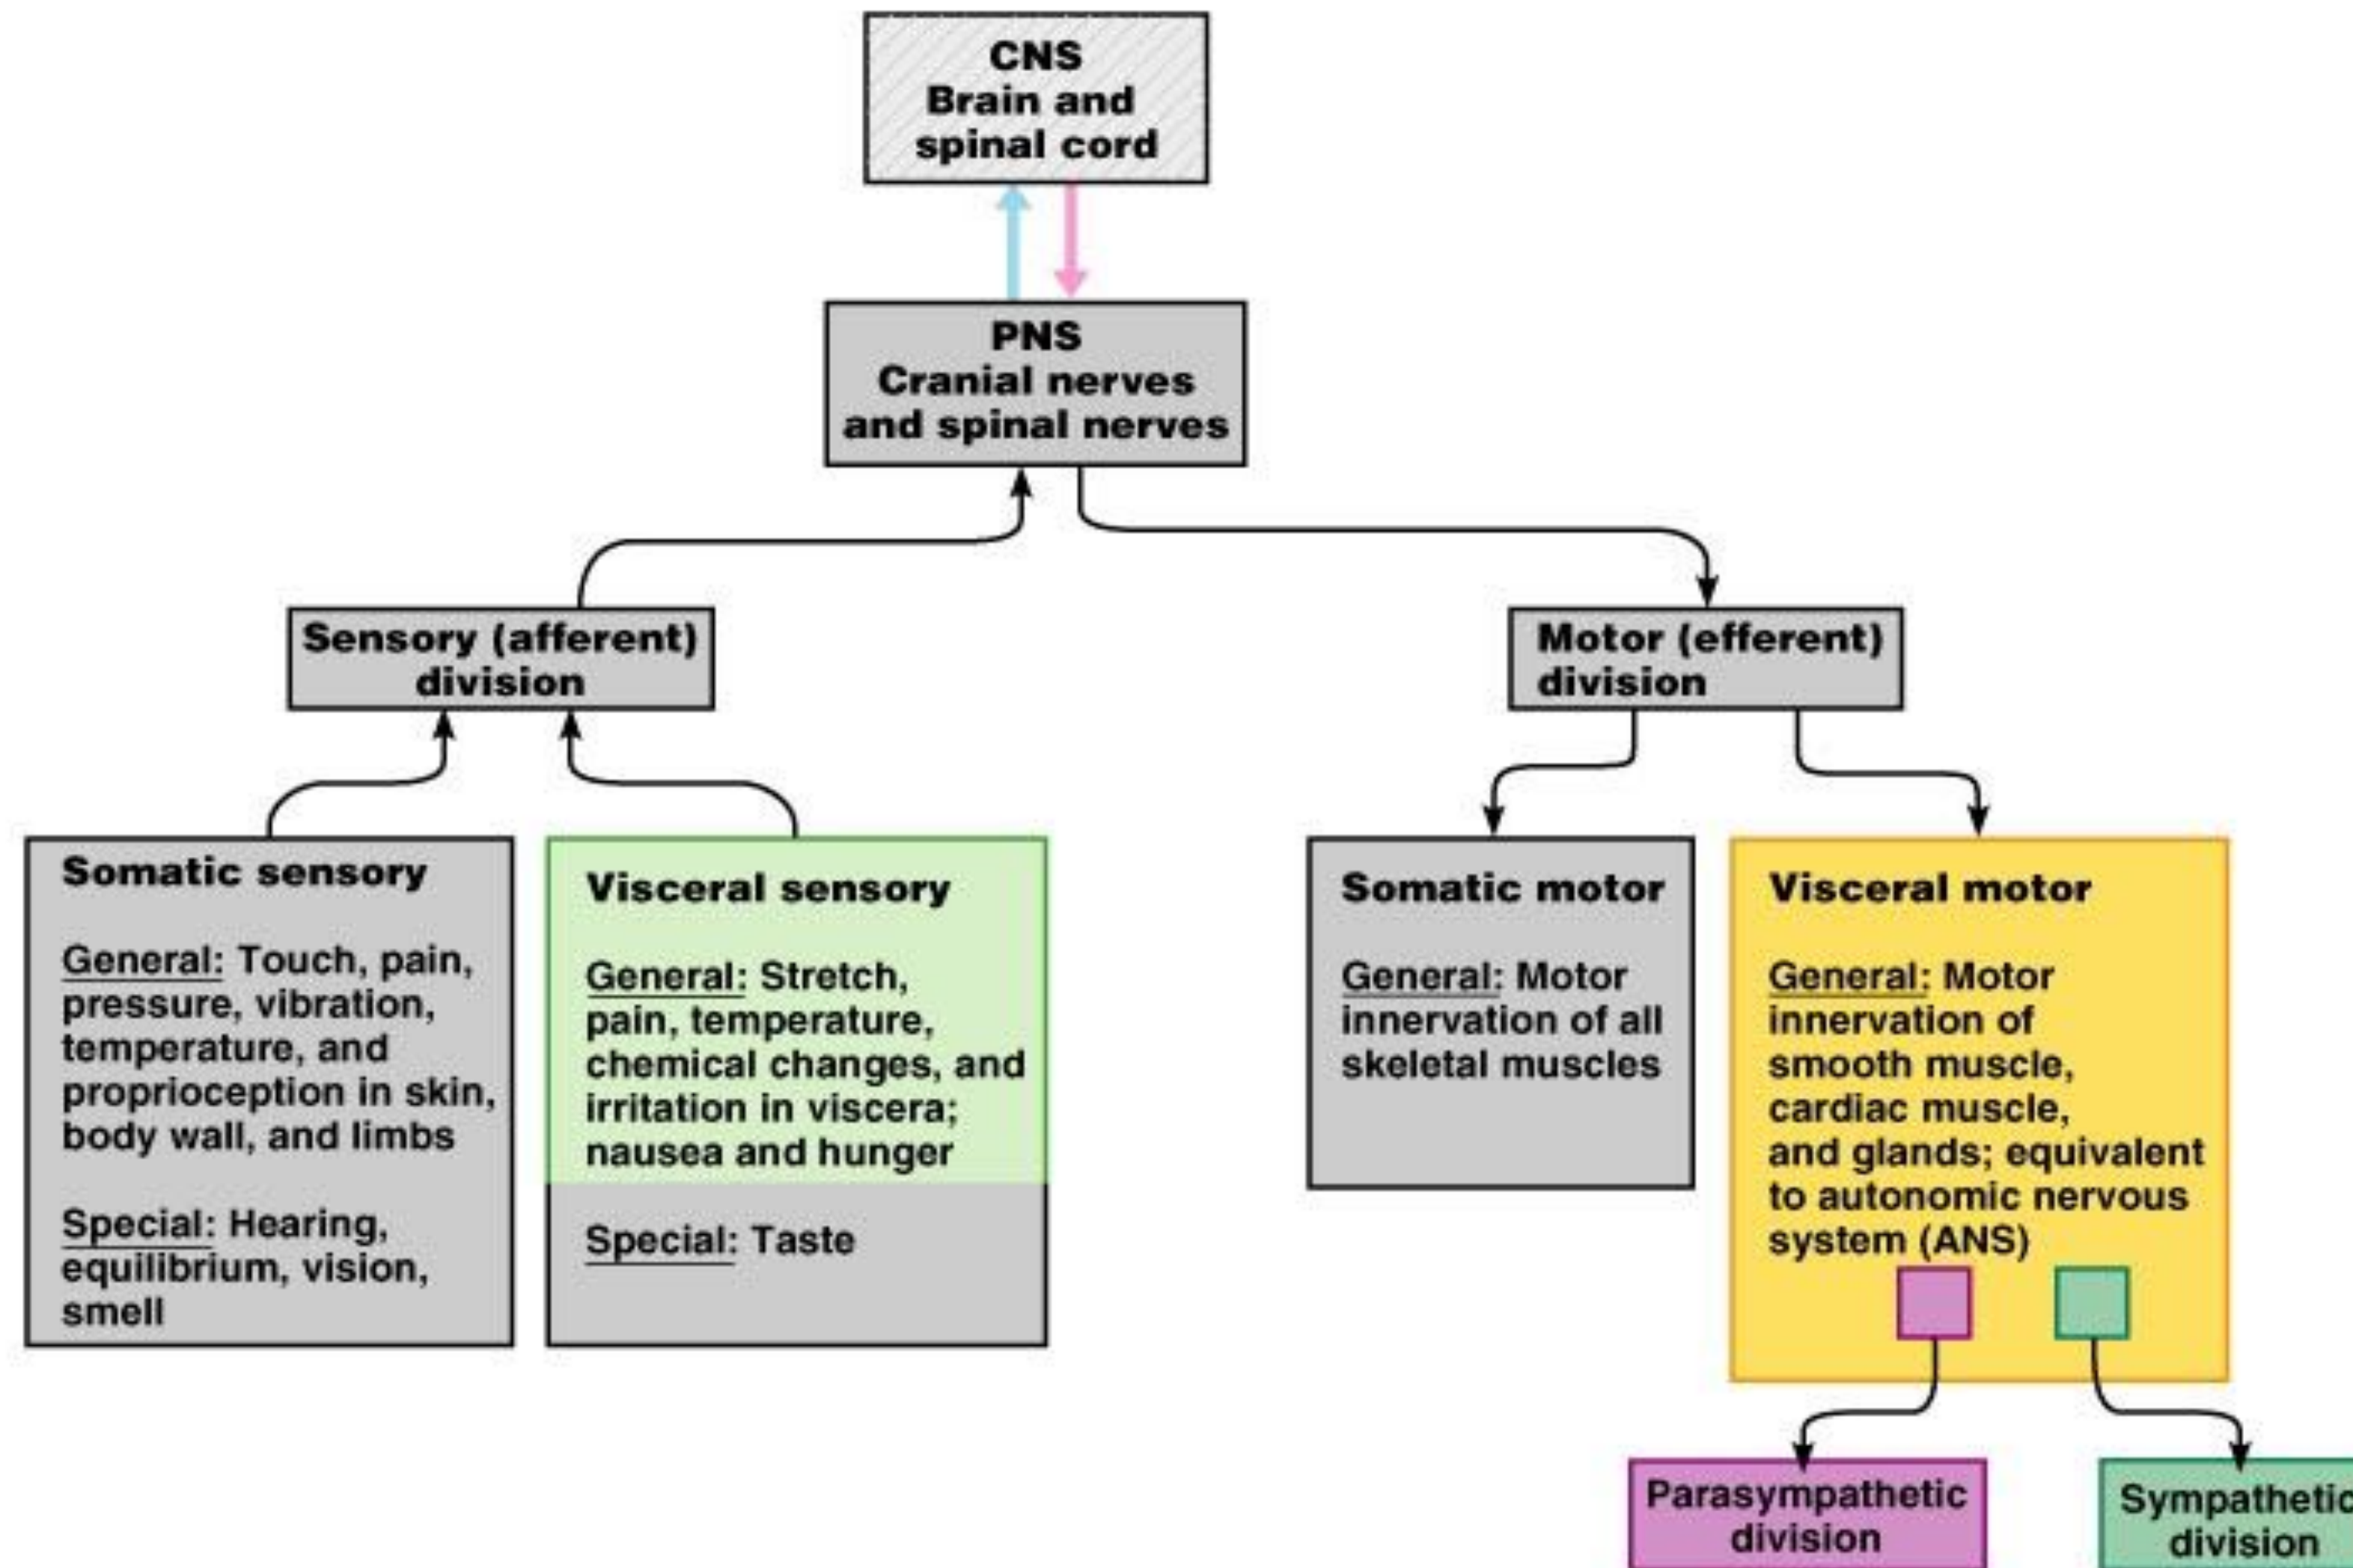 CNS
Brain and
spinal cord
PNS
Cranial nerves
and spinal nerves
Sensory (afferent)
division
Motor (efferent)
division
Somatic sensory
General: Touch, pain,
pressure, vibration,
temperature, and
proprioception in skin,
body wall, and limbs
Special: Hearing,
equilibrium, vision,
smell
Visceral sensory
General: Stretch,
pain, temperature,
chemical changes, and
irritation in viscera;
nausea and hunger
Special: Taste
Somatic motor
General: Motor
innervation of all
skeletal muscles
Visceral motor
General: Motor
innervation of
smooth muscle,
cardiac muscle,
and glands; equivalent
to autonomic nervous
system (ANS)
Parasympathetic
division
Sympathetic
division